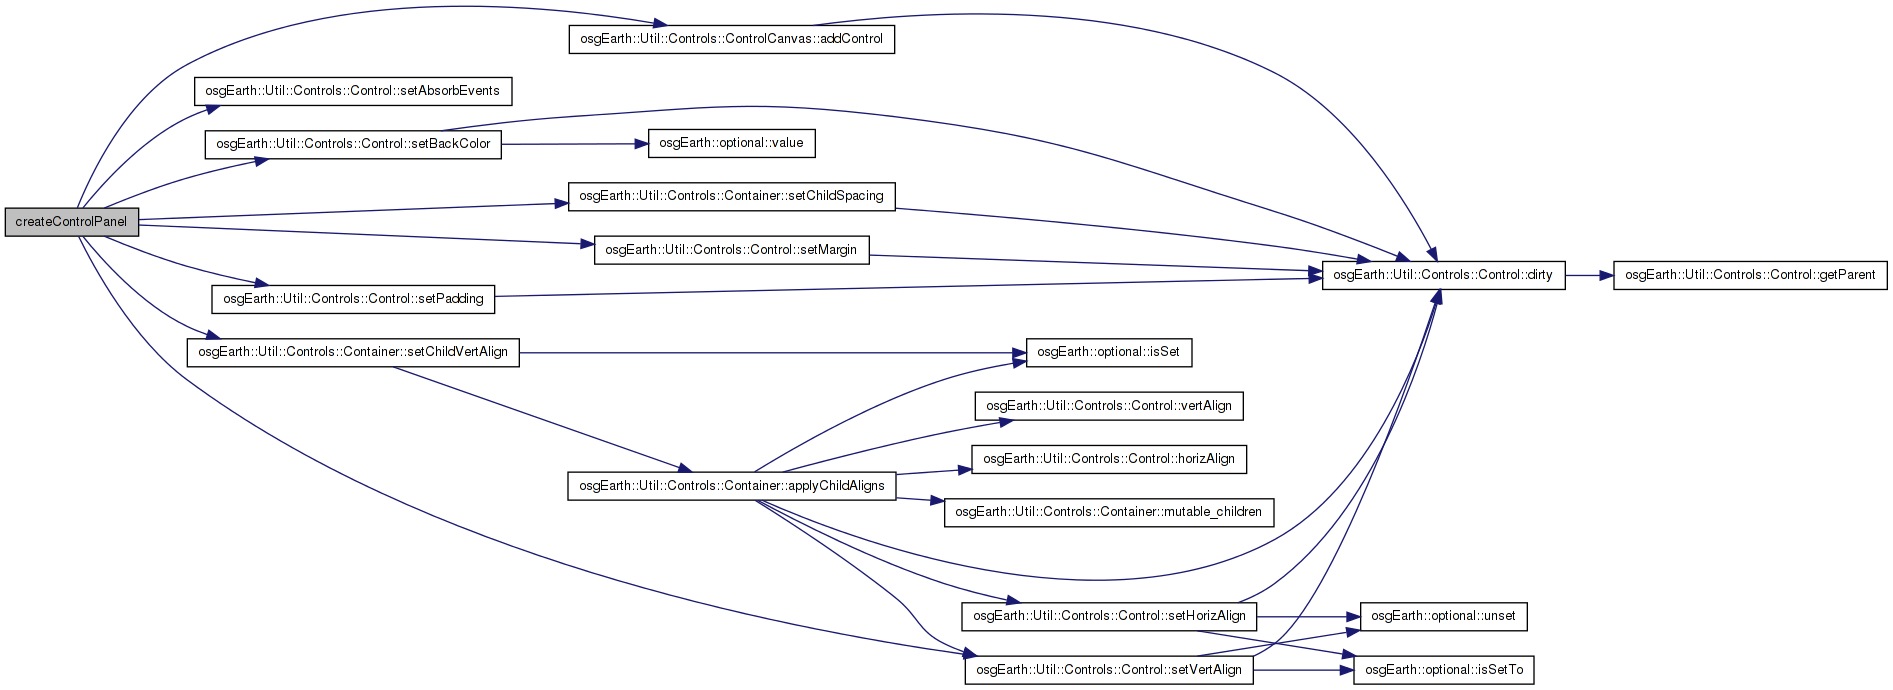 osgEarth::Util::Controls::ControlCanvas::addControl
osgEarth::Util::Controls::Control::setAbsorbEvents
osgEarth::Util::Controls::Control::setBackColor
osgEarth::optional::value
osgEarth::Util::Controls::Container::setChildSpacing
createControlPanel
osgEarth::Util::Controls::Control::setMargin
osgEarth::Util::Controls::Control::dirty
osgEarth::Util::Controls::Control::getParent
osgEarth::Util::Controls::Control::setPadding
osgEarth::Util::Controls::Container::setChildVertAlign
osgEarth::optional::isSet
osgEarth::Util::Controls::Control::vertAlign
osgEarth::Util::Controls::Control::horizAlign
osgEarth::Util::Controls::Container::applyChildAligns
osgEarth::Util::Controls::Container::mutable_children
osgEarth::Util::Controls::Control::setHorizAlign
osgEarth::optional::unset
osgEarth::Util::Controls::Control::setVertAlign
osgEarth::optional::isSetTo